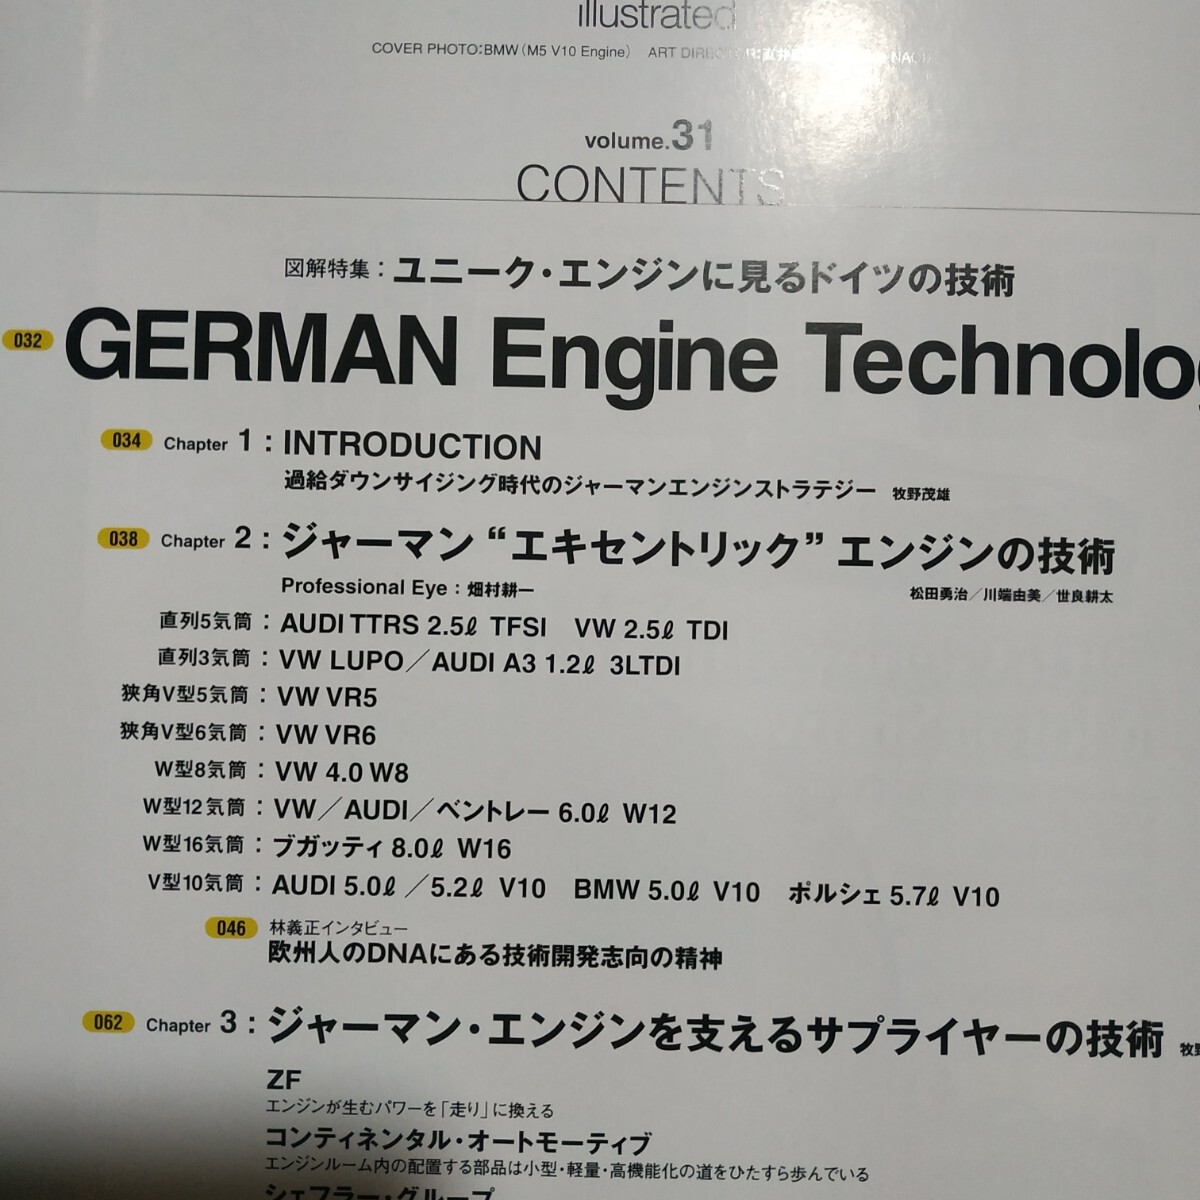 illustrated
COVER PHOTO:BMW (M5 V10 Engine) ART
volume.31
CONTENTS
図解特集：ユニーク・エンジンに見るドイツの技術
032 GERMAN Engine Technolo
034 Chapter 1 : INTRODUCTION
過給ダウンサイジング時代のジャーマンエンジンストラテジー 牧野茂雄
038 Chapter 2 : ジャーマン“エキセントリック”エンジンの技術
Professional Eye：畑村耕一 松田勇治／川端由美／世良耕太
直列5気筒：AUDI TTRS 2.5ℓ TFSI VW 2.5ℓ TDI
直列3気筒：VW LUPO／AUDI A3 1.2ℓ 3LTDI
狭角V型5気筒：VW VR5
狭角V型6気筒：VW VR6
W型8気筒：VW 4.0 W8
W型12気筒：VW／AUDI／ベントレー 6.0ℓ W12
W型16気筒：ブガッティ 8.0ℓ W16
V型10気筒：AUDI 5.0ℓ／5.2ℓ V10 BMW 5.0ℓ V10 ポルシェ 5.7ℓ V10
046 林義正インタビュー
欧州人のDNAにある技術開発志向の精神
062 Chapter 3 : ジャーマン・エンジンを支えるサプライヤーの技術 牧
ZF
エンジンが生むパワーを「走り」に換える
コンティネンタル・オートモーティブ
エンジンルーム内の配置する部品は小型・軽量・高機能化の道をひたすら歩んでいる
シェフラー・グループ